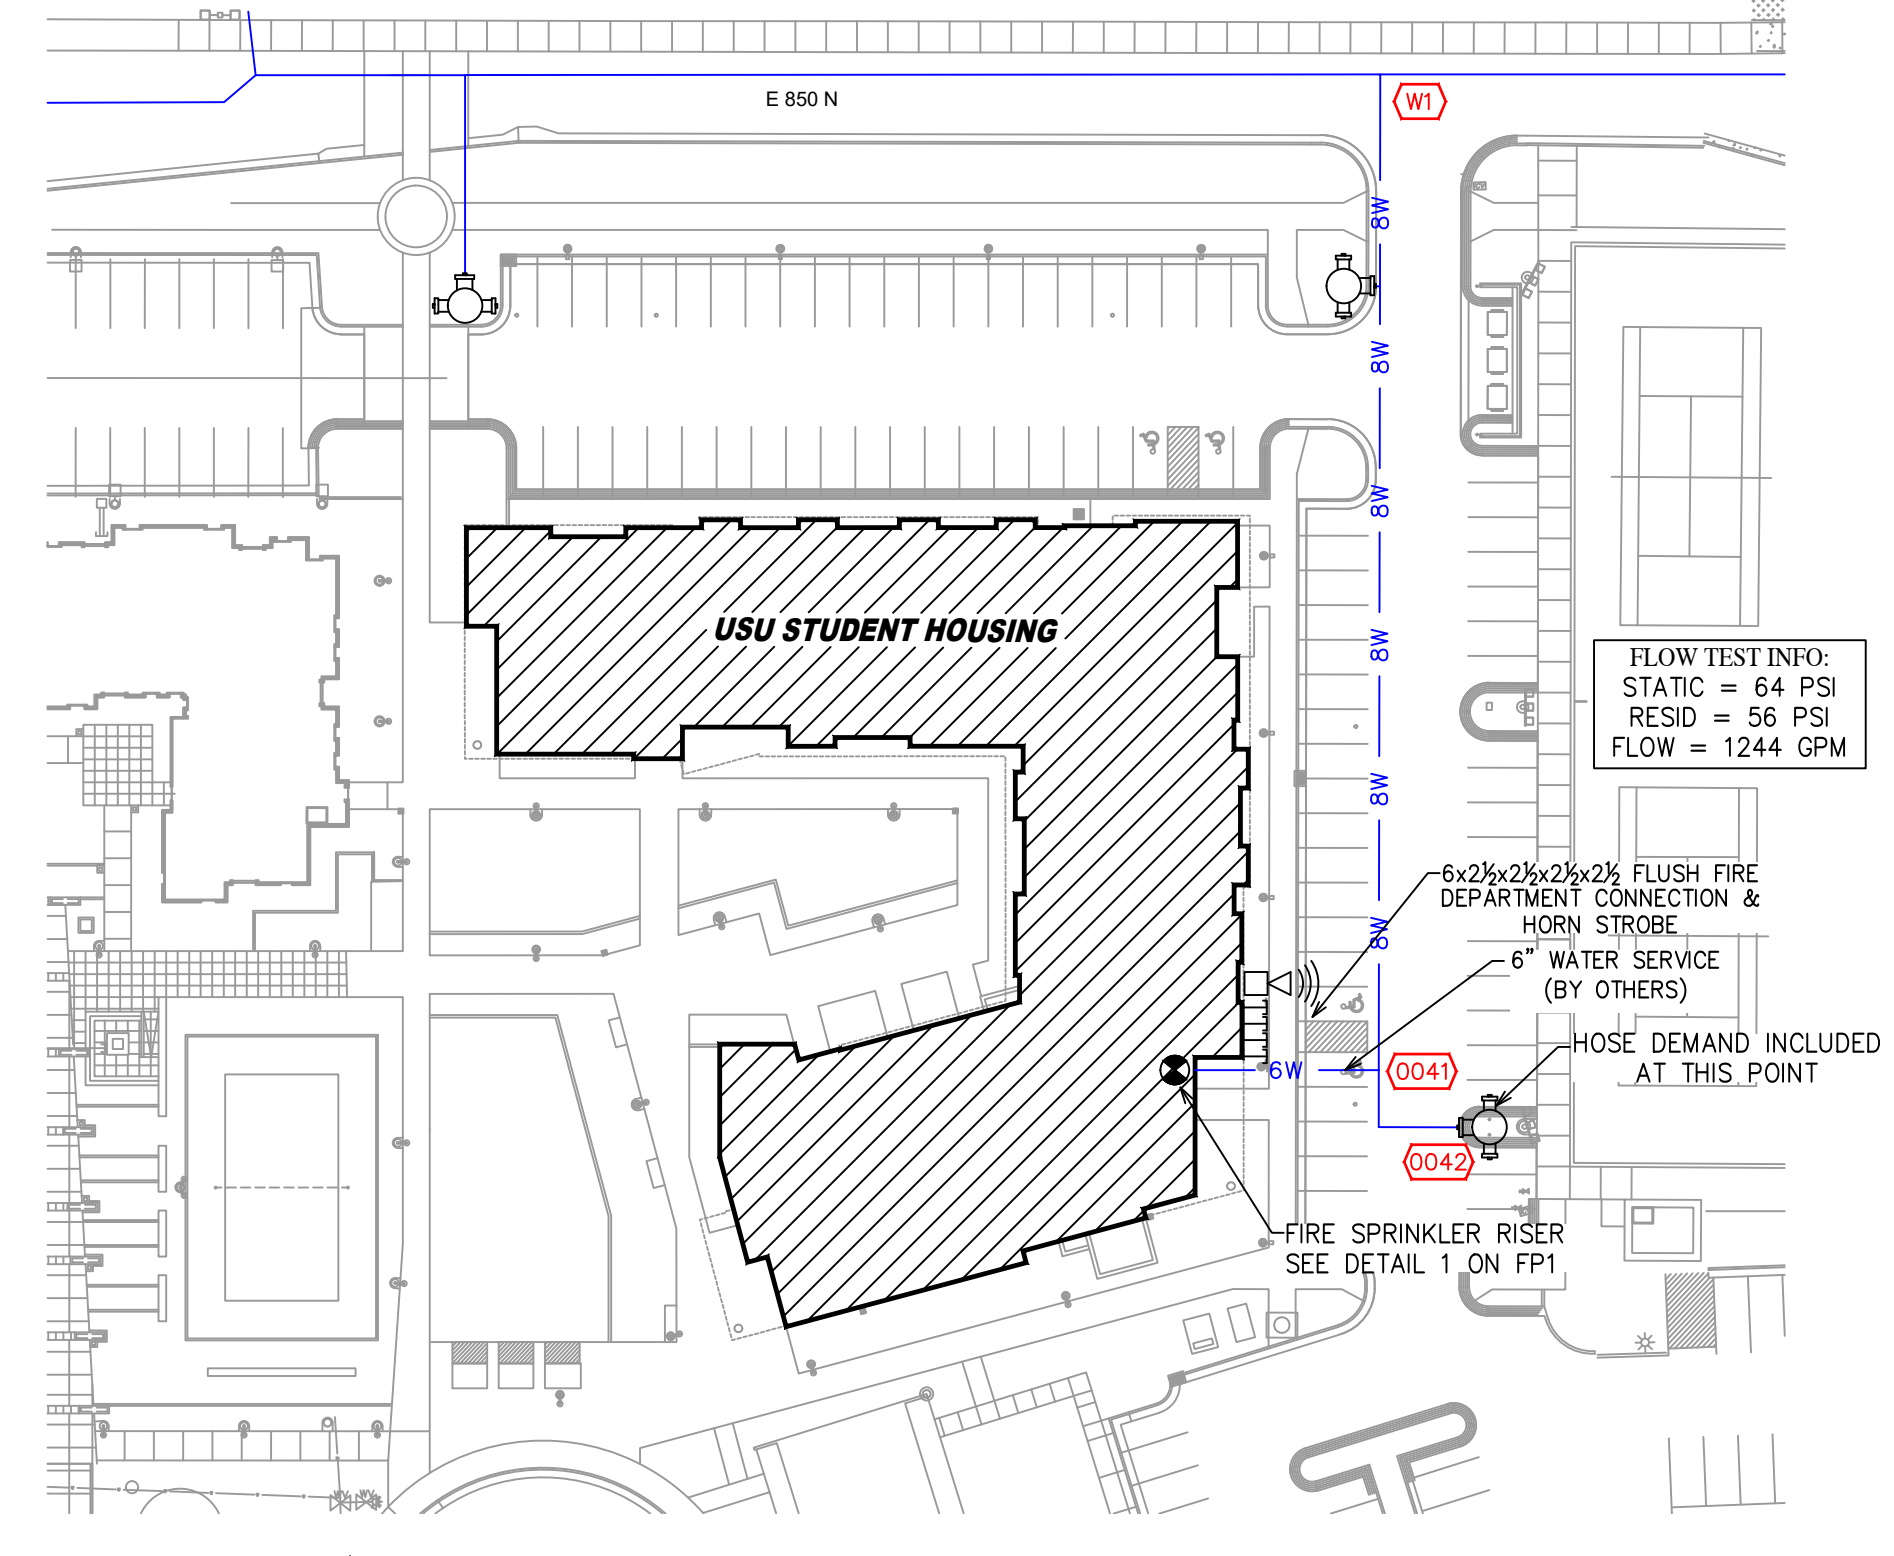 E 850 N
W1
8W
8W
8W
USU STUDENT HOUSING
8W
FLOW TEST INFO:
STATIC = 64 PSI
RESID = 56 PSI
FLOW = 1244 GPM
8W
6x2½x2½x2½x2½ FLUSH FIRE
DEPARTMENT CONNECTION &
HORN STROBE
8W
6” WATER SERVICE
(BY OTHERS)
HOSE DEMAND INCLUDED
AT THIS POINT
6W
0041
0042
FIRE SPRINKLER RISER
SEE DETAIL 1 ON FP1